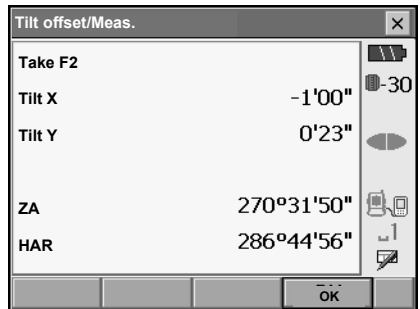 Tilt offset/Meas.
Take F2
Tilt X -1'00"
Tilt Y 0'23"
ZA 270°31'50"
HAR 286°44'56"
-30
1
OK